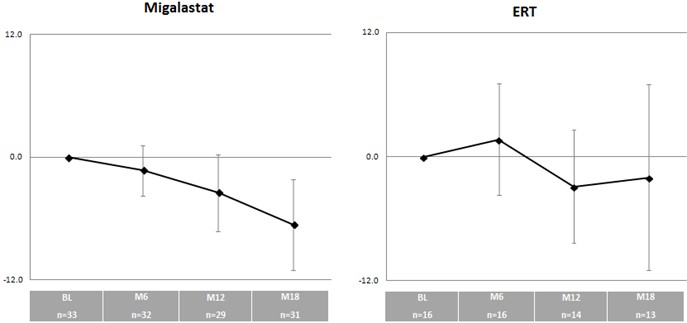 Migalastat
12.0
0.0
-12.0
BL M6 M12 M18
n=33 n=32 n=29 n=31
ERT
12.0
0.0
-12.0
BL M6 M12 M18
n=16 n=16 n=14 n=13